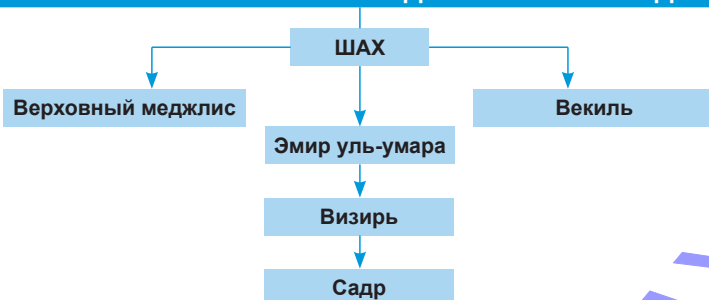 ШАХ
Верховный меджлис
Векиль
Эмир уль-умара
Визирь
Садр